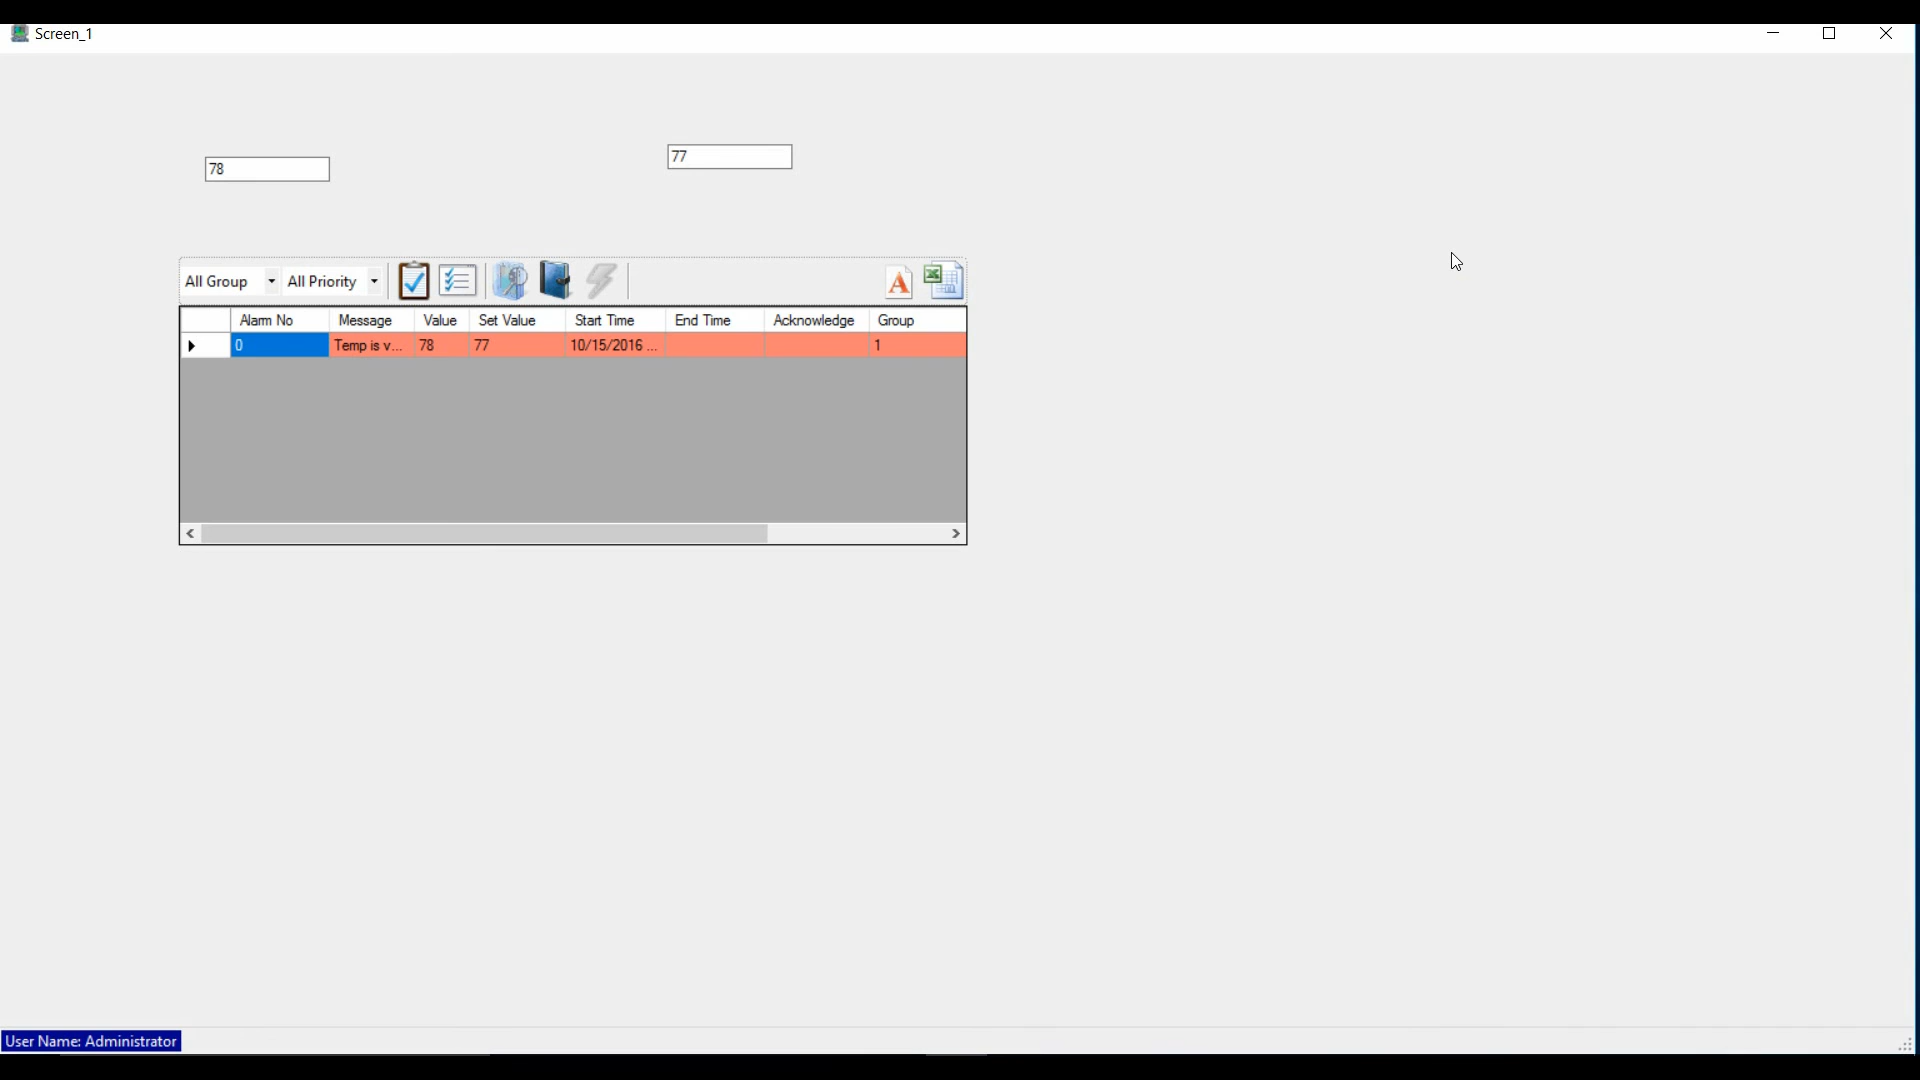 Screen_1
78
77
All Group All Priority
Alarm No Message Value Set Value Start Time End Time Acknowledge Group
0 Temp is v... 78 77 10/15/2016 ... 1
User Name: Administrator